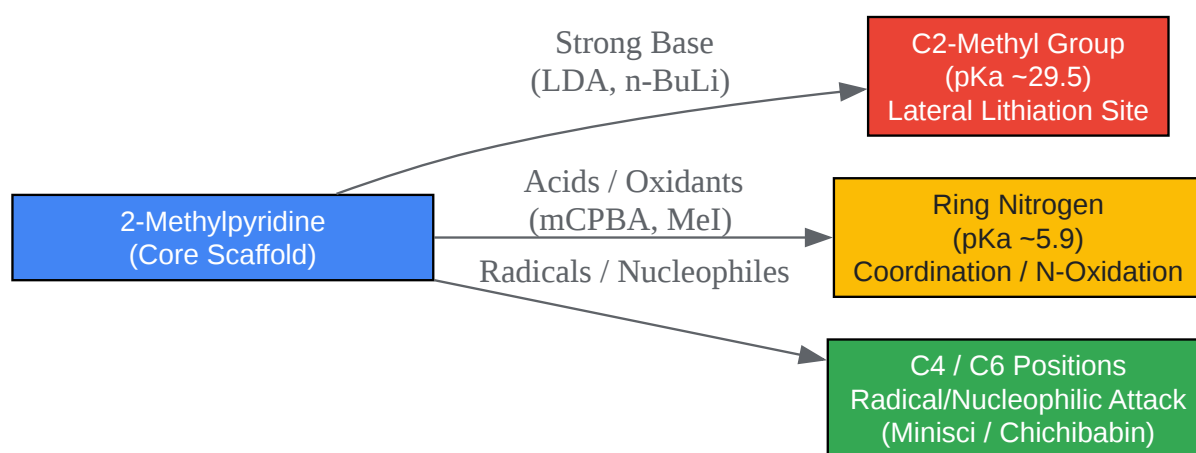 Strong Base
(LDA, n-BuLi)
C2-Methyl Group
(pKa ~29.5)
Lateral Lithiation Site
2-Methylpyridine
(Core Scaffold)
Acids / Oxidants
(mCPBA, MeI)
Ring Nitrogen
(pKa ~5.9)
Coordination / N-Oxidation
Radicals / Nucleophiles
C4 / C6 Positions
Radical/Nucleophilic Attack
(Minisci / Chichibabin)